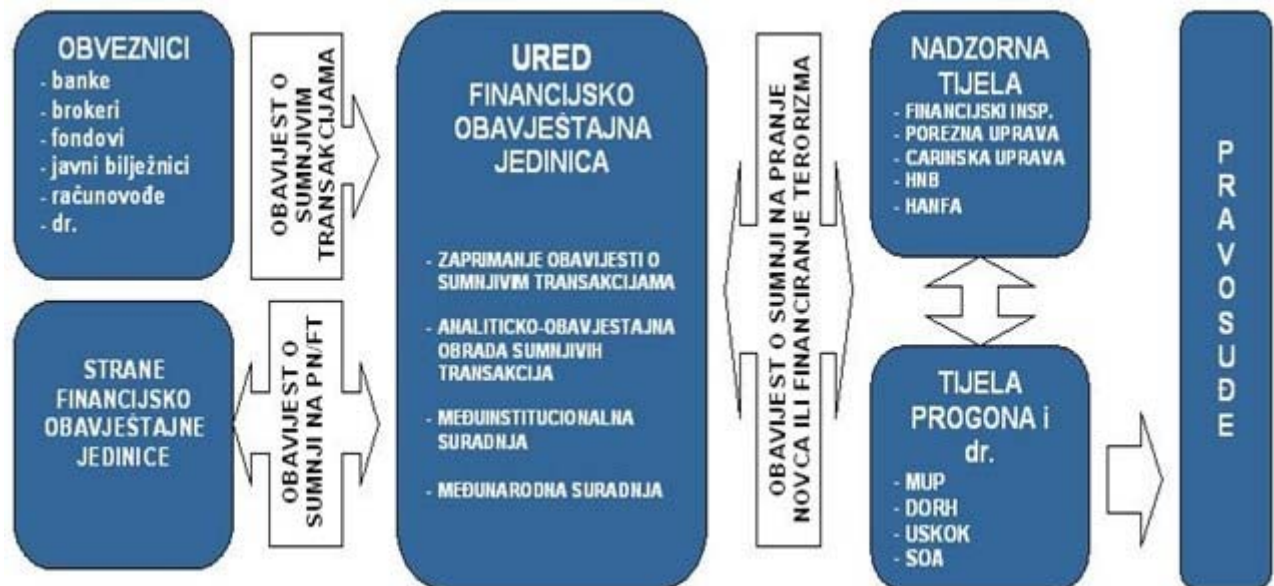 OBVEZNICI
- banke
- brokeri
- fondovi
- javni bilježnici
- računovođe
- dr.
OBAVIJEST O
SUMNJIVIM
TRANSAKCIJAMA
STRANE
FINANCIJSKO
OBAVJEŠTAJNE
JEDINICE
OBAVIJEST O
SUMNJI NA PN/FT
URED
FINANCIJSKO
OBAVJEŠTAJNA
JEDINICA
- ZAPRIMANJE OBAVIJESTI O
SUMNJIVIM TRANSAKCIJAMA
- ANALITICKO-OBAVJESTAJNA
OBRADA SUMNJIVIH
TRANSAKCIJA
- MEĐUINSTITUCIONALNA
SURADNJA
- MEĐUNARODNA SURADNJA
OBAVIJEST O SUMNJI NA PRANJE
NOVCA ILI FINANCIRANJE TERORIZMA
NADZORNA
TIJELA
- FINANCIJSKI INSP.
- POREZNA UPRAVA
- CARINSKA UPRAVA
- HNB
- HANFA
TIJELA
PROGONA i
dr.
- MUP
- DORH
- USKOK
- SOA
PRAVOSUĐE